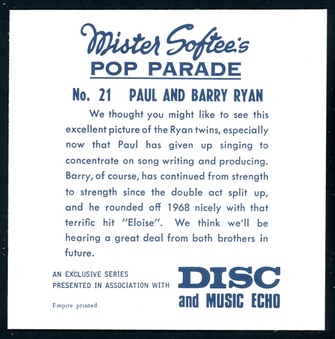 Mister Softee's
POP PARADE
No. 21 PAUL AND BARRY RYAN
We thought you might like to see this
excellent picture of the Ryan twins, especially
now that Paul has given up singing to
concentrate on song writing and producing.
Barry, of course, has continued from strength
to strength since the double act split up,
and he rounded off 1968 nicely with that
terrific hit "Eloise". We think we'll be
hearing a great deal from both brothers in
future.
AN EXCLUSIVE SERIES
PRESENTED IN ASSOCIATION WITH
DISC
and MUSIC ECHO
Empire printed